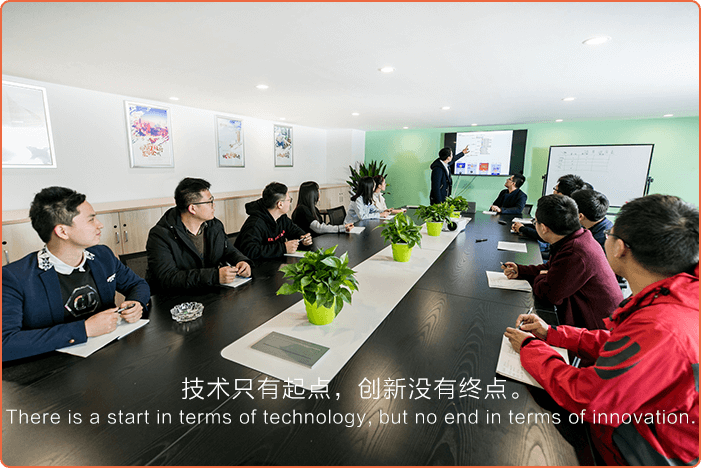 技术只有起点，创新没有终点。
There is a start in terms of technology, but no end in terms of innovation.